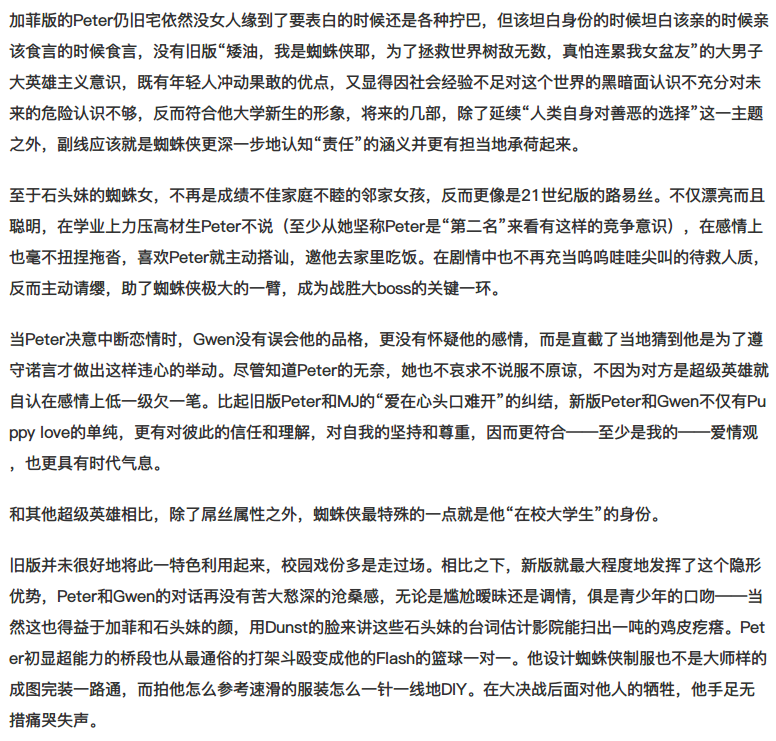 加菲版的Peter仍旧宅依然没女人缘到了要表白的时候还是各种拧巴，但该坦白身份的时候坦白该亲的时候亲
该食言的时候食言，没有旧版“矮油，我是蜘蛛侠耶，为了拯救世界树敌无数，真怕连累我女盆友”的大男子
大英雄主义意识，既有年轻人冲动果敢的优点，又显得因社会经验不足对这个世界的黑暗面认识不充分对未
来的危险认识不够，反而符合他大学新生的形象，将来的几部，除了延续“人类自身对善恶的选择”这一主题
之外，副线应该就是蜘蛛侠更深一步地认知“责任”的涵义并更有担当地承荷起来。
至于石头妹的蜘蛛女，不再是成绩不佳家庭不睦的邻家女孩，反而更像是21世纪版的路易丝。不仅漂亮而且
聪明，在学业上力压高材生Peter不说（至少从她坚称Peter是“第二名”来看有这样的竞争意识），在感情上
也毫不扭捏拖沓，喜欢Peter就主动搭讪，邀他去家里吃饭。在剧情中也不再充当呜呜哇哇尖叫的待救人质，
反而主动请缨，助了蜘蛛侠极大的一臂，成为战胜大boss的关键一环。
当Peter决意中断恋情时，Gwen没有误会他的品格，更没有怀疑他的感情，而是直截了当地猜到他是为了遵
守诺言才做出这样违心的举动。尽管知道Peter的无奈，她也不哀求不说服不原谅，不因为对方是超级英雄就
自认在感情上低一级欠一笔。比起旧版Peter和MJ的“爱在心头口难开”的纠结，新版Peter和Gwen不仅有Pu
ppy love的单纯，更有对彼此的信任和理解，对自我的坚持和尊重，因而更符合——至少是我的——爱情观
，也更具有时代气息。
和其他超级英雄相比，除了屌丝属性之外，蜘蛛侠最特殊的一点就是他“在校大学生”的身份。
旧版并未很好地将此一特色利用起来，校园戏份多是走过场。相比之下，新版就最大程度地发挥了这个隐形
优势，Peter和Gwen的对话再没有苦大愁深的沧桑感，无论是尴尬暧昧还是调情，俱是青少年的口吻——当
然这也得益于加菲和石头妹的颜，用Dunst的脸来讲这些石头妹的台词估计影院能扫出一吨的鸡皮疙瘩。Pet
er初显超能力的桥段也从最通俗的打架斗殴变成他的Flash的篮球一对一。他设计蜘蛛侠制服也不是大师样的
成图完装一路通，而拍他怎么参考速滑的服装怎么一针一线地DIY。在大决战后面对他人的牺牲，他手足无
措痛哭失声。